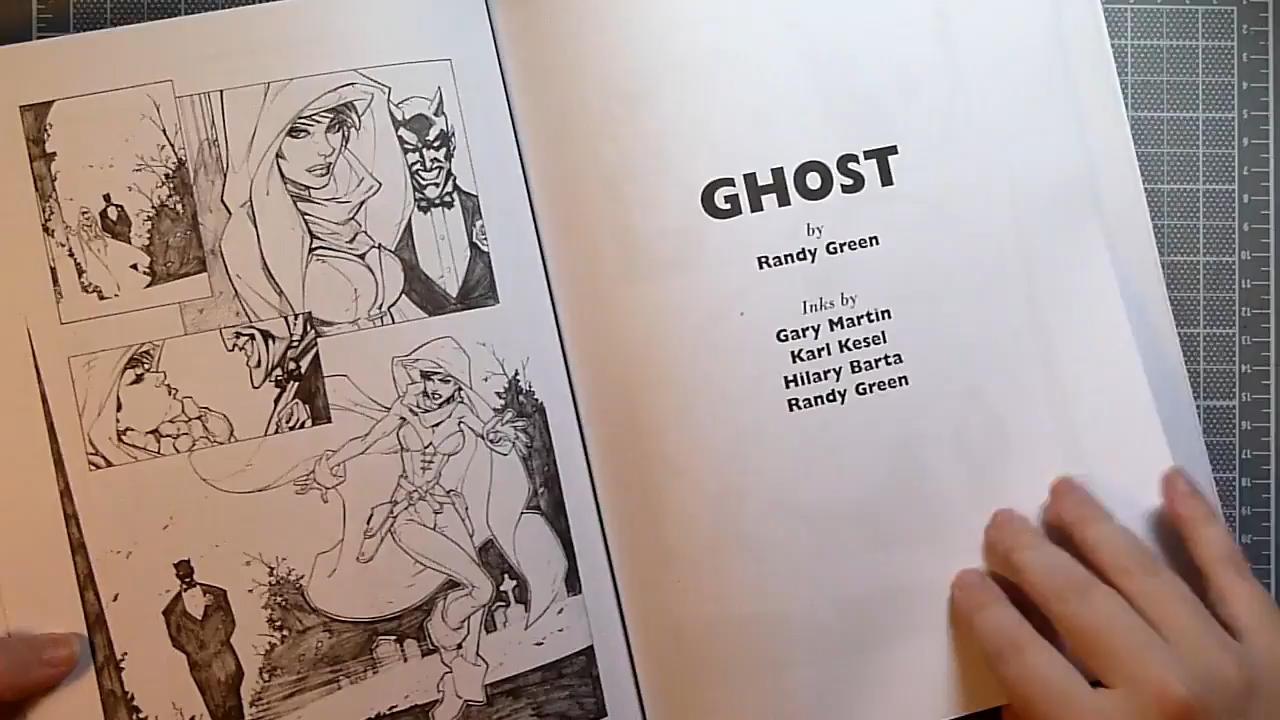 GHOST
by
Randy Green
Inks by
Gary Martin
Karl Kesel
Hilary Barta
Randy Green